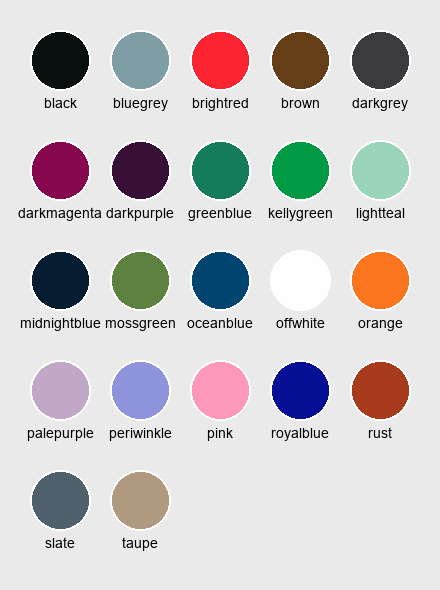 black bluegrey brightred brown darkgrey
darkmagenta darkpurple greenblue kellygreen lightteal
midnightblue mossgreen oceanblue offwhite orange
palepurple periwinkle pink royalblue rust
slate taupe